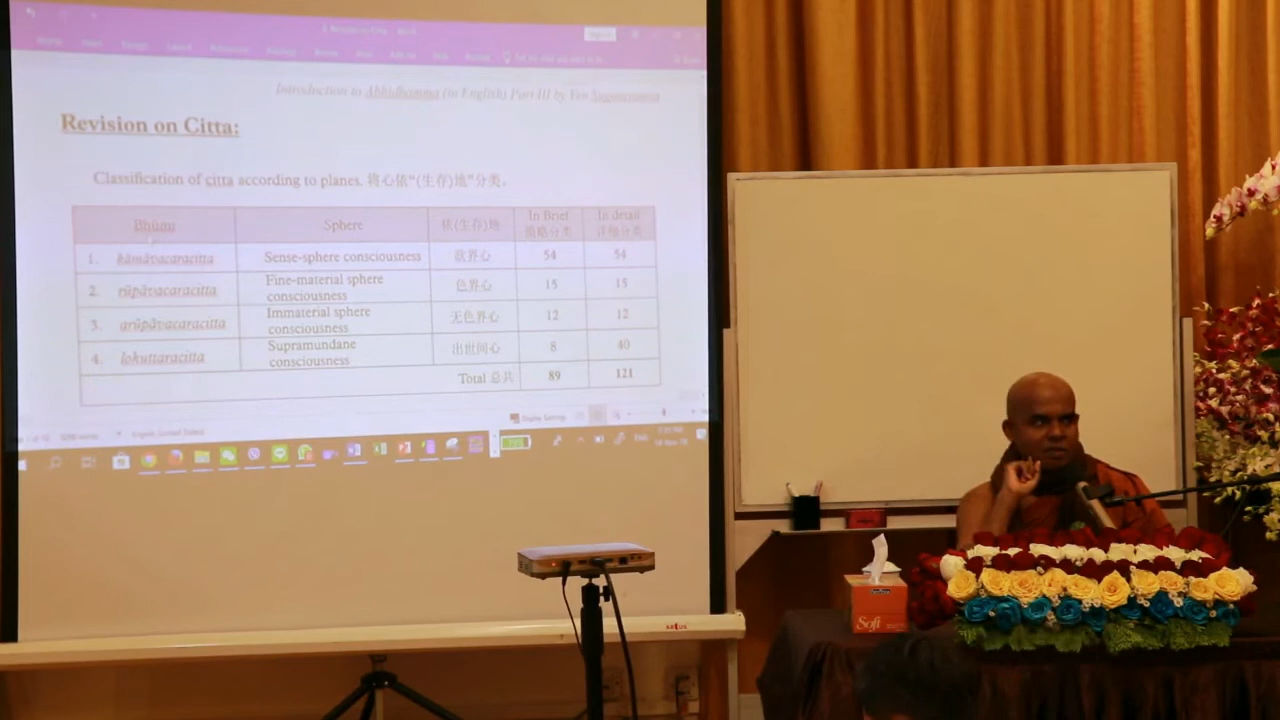 Introduction to Abhidhamma (in English) Part III by Ven
Revision on Citta:
Classification of citta according to planes. 将心依“(生存)地”分类。
Bhūmi Sphere 依(生存)地 In Brief 简略分类 In detail 详细分类
1. kāmāvacaracitta Sense-sphere consciousness 欲界心 54 54
2. rūpāvacaracitta Fine-material sphere consciousness 色界心 15 15
3. arūpāvacaracitta Immaterial sphere consciousness 无色界心 12 12
4. lokuttaracitta Supramundane consciousness 出世间心 8 40
Total 总共 89 121
Display Settings
Sofi